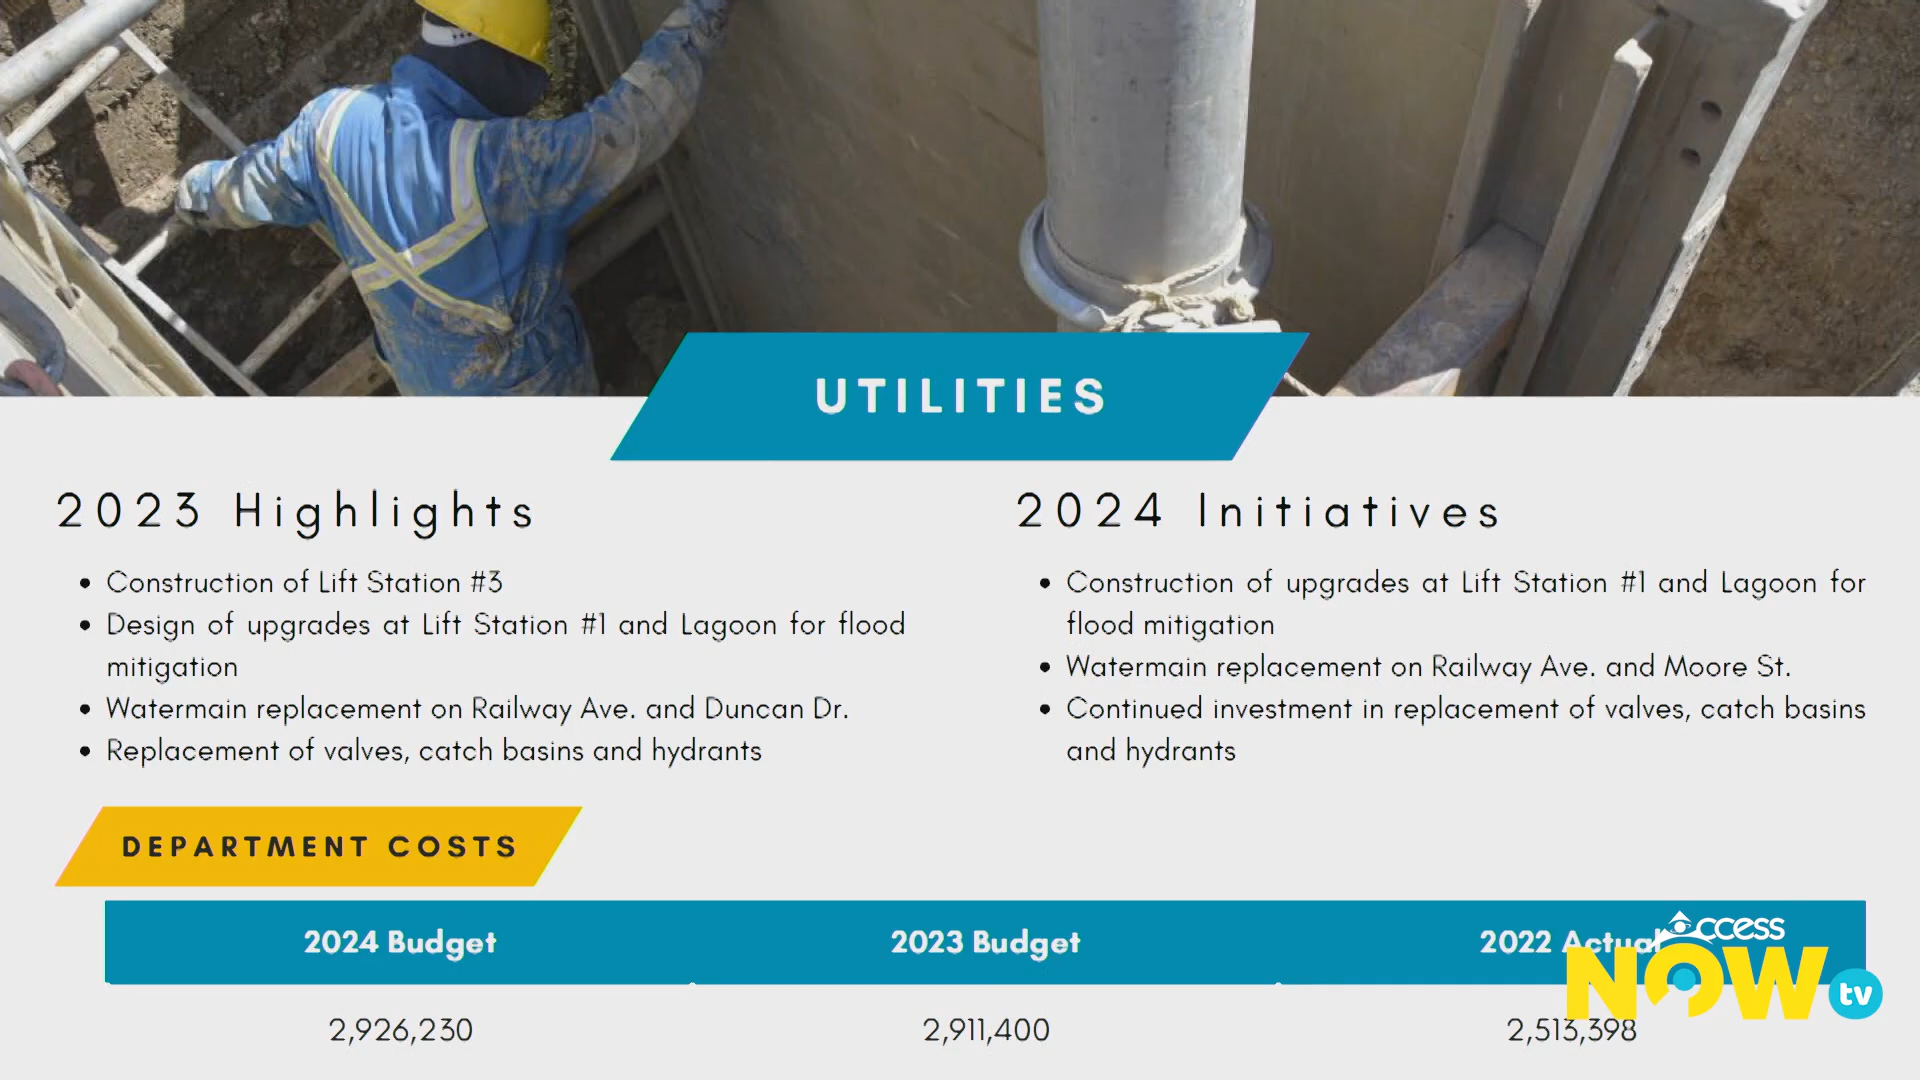 UTILITIES
2023 Highlights
• Construction of Lift Station #3
• Design of upgrades at Lift Station #1 and Lagoon for flood
mitigation
• Watermain replacement on Railway Ave. and Duncan Dr.
• Replacement of valves, catch basins and hydrants
2024 Initiatives
• Construction of upgrades at Lift Station #1 and Lagoon for
flood mitigation
• Watermain replacement on Railway Ave. and Moore St.
• Continued investment in replacement of valves, catch basins
and hydrants
DEPARTMENT COSTS
2024 Budget 2023 Budget 2022 Actual
2,926,230 2,911,400 2,513,398
Access
NOW tv